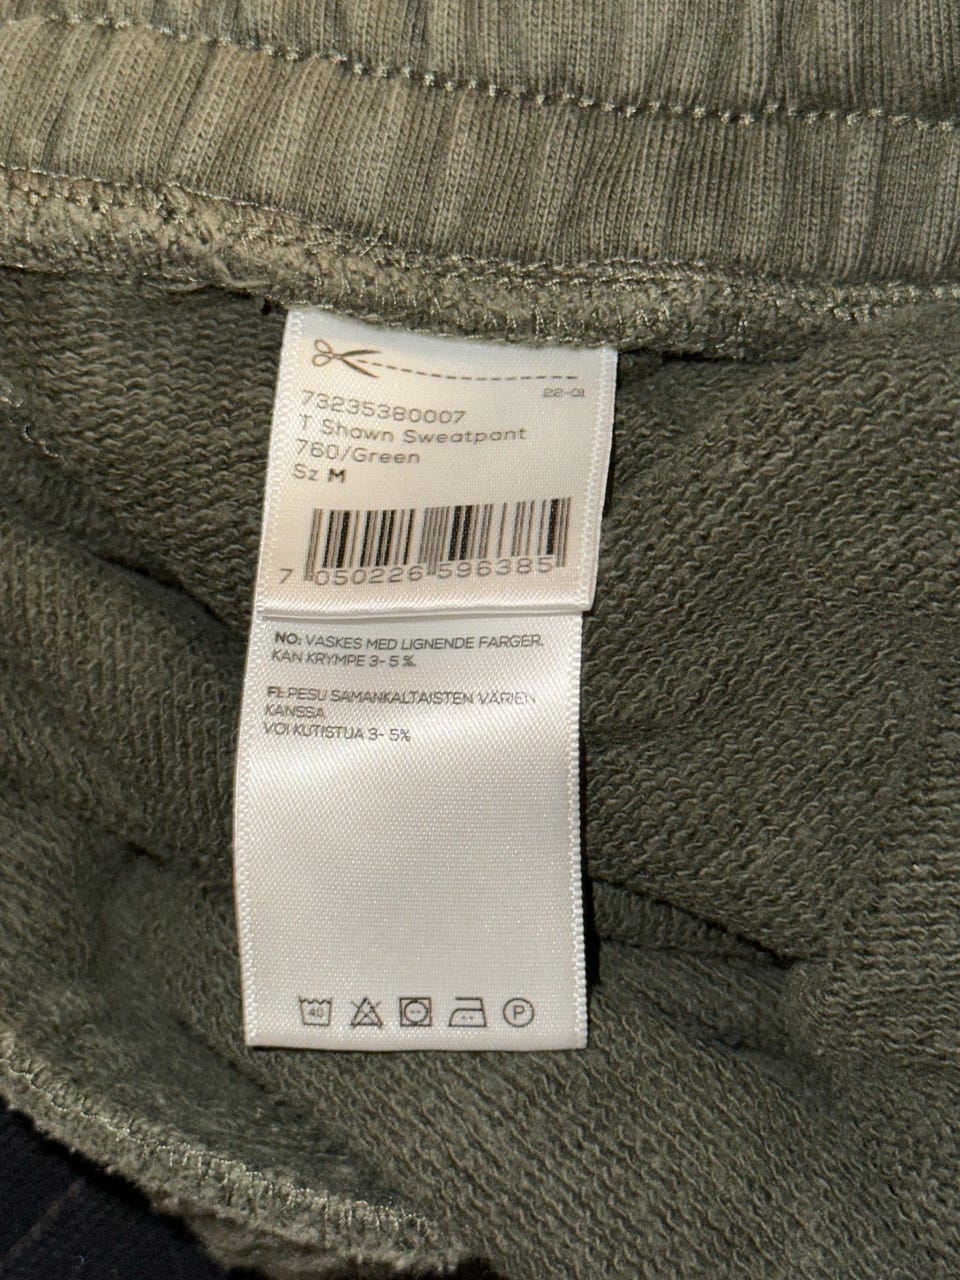 22-01
73235380007
T Shawn Sweatpant
760/Green
Sz M
7 050226 596385
NO: VASKES MED LIGNENDE FARGER.
KAN KRYMPE 3- 5 %.
FI: PESU SAMANKALTAISTEN VÄRIEN
KANSSA
VOI KUTISTUA 3- 5%
40
P